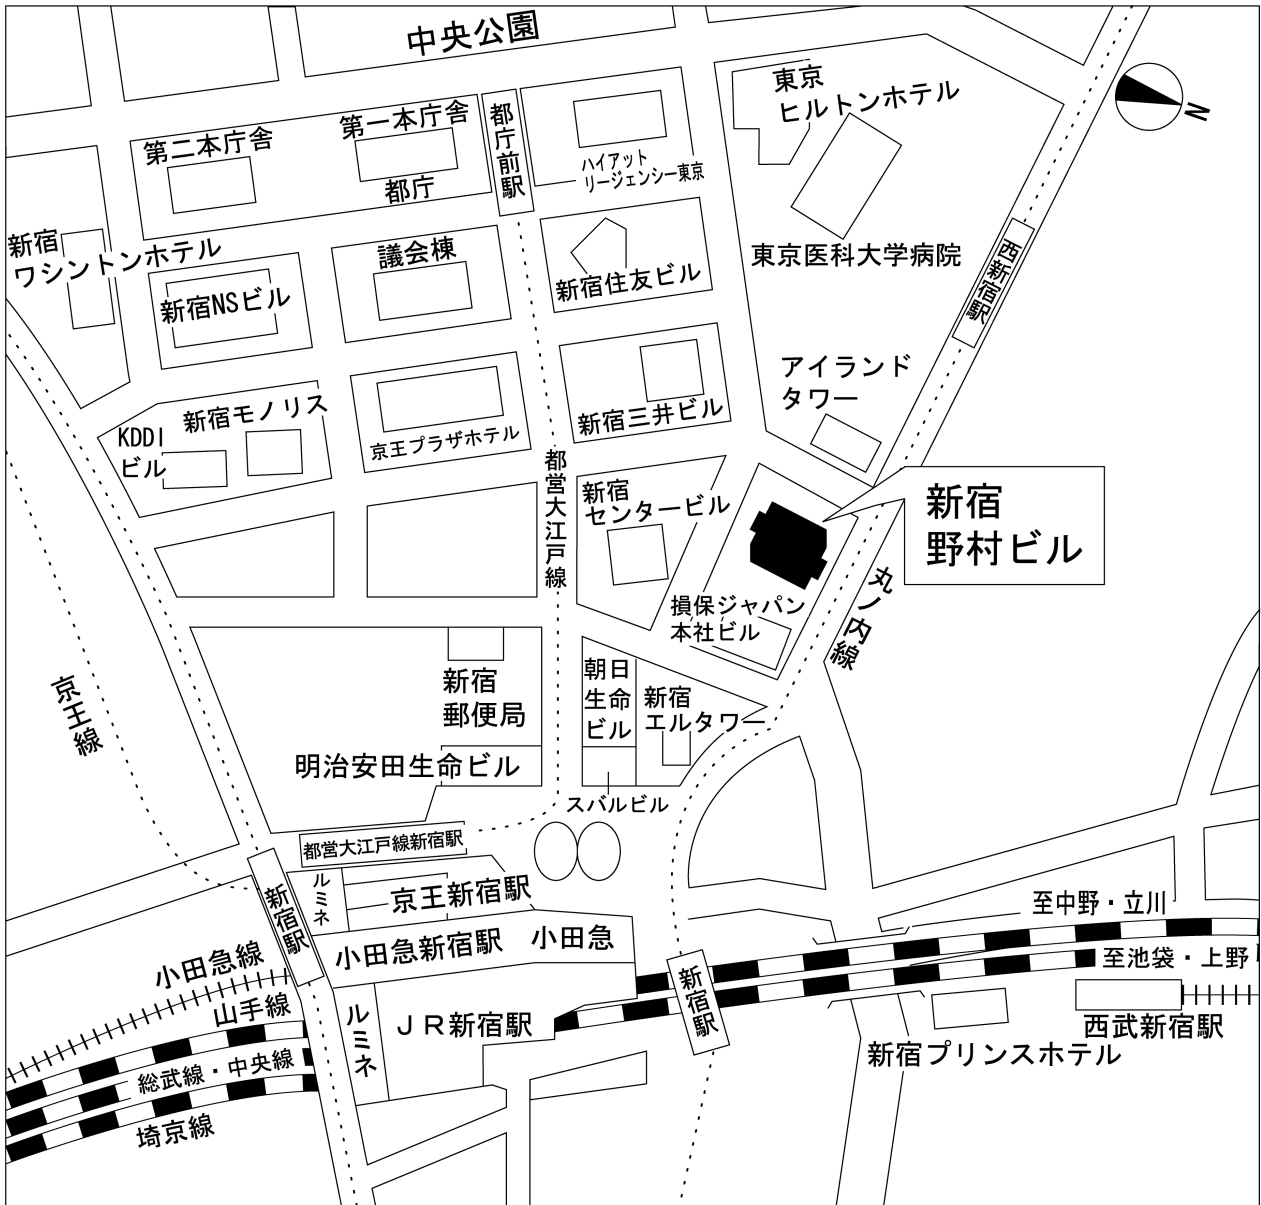 中央公園
東京
ヒルトンホテル
N
第二本庁舎
第一本庁舎
都庁
都庁前駅
ハイアット
リージェンシー東京
新宿
ワシントンホテル
新宿NSビル
議会棟
新宿住友ビル
東京医科大学病院
西新宿駅
アイランド
タワー
KDDI
ビル
新宿モノリス
京王プラザホテル
新宿三井ビル
都営大江戸線
新宿
センタービル
新宿
野村ビル
損保ジャパン
本社ビル
丸ノ内線
京王線
新宿
郵便局
朝日
生命
ビル
新宿
エルタワー
明治安田生命ビル
スバルビル
都営大江戸線新宿駅
ルミネ
京王新宿駅
新宿駅
小田急新宿駅
小田急
小田急線
山手線
総武線・中央線
埼京線
ルミネ
JR新宿駅
新宿駅
至中野・立川
至池袋・上野
西武新宿駅
新宿プリンスホテル